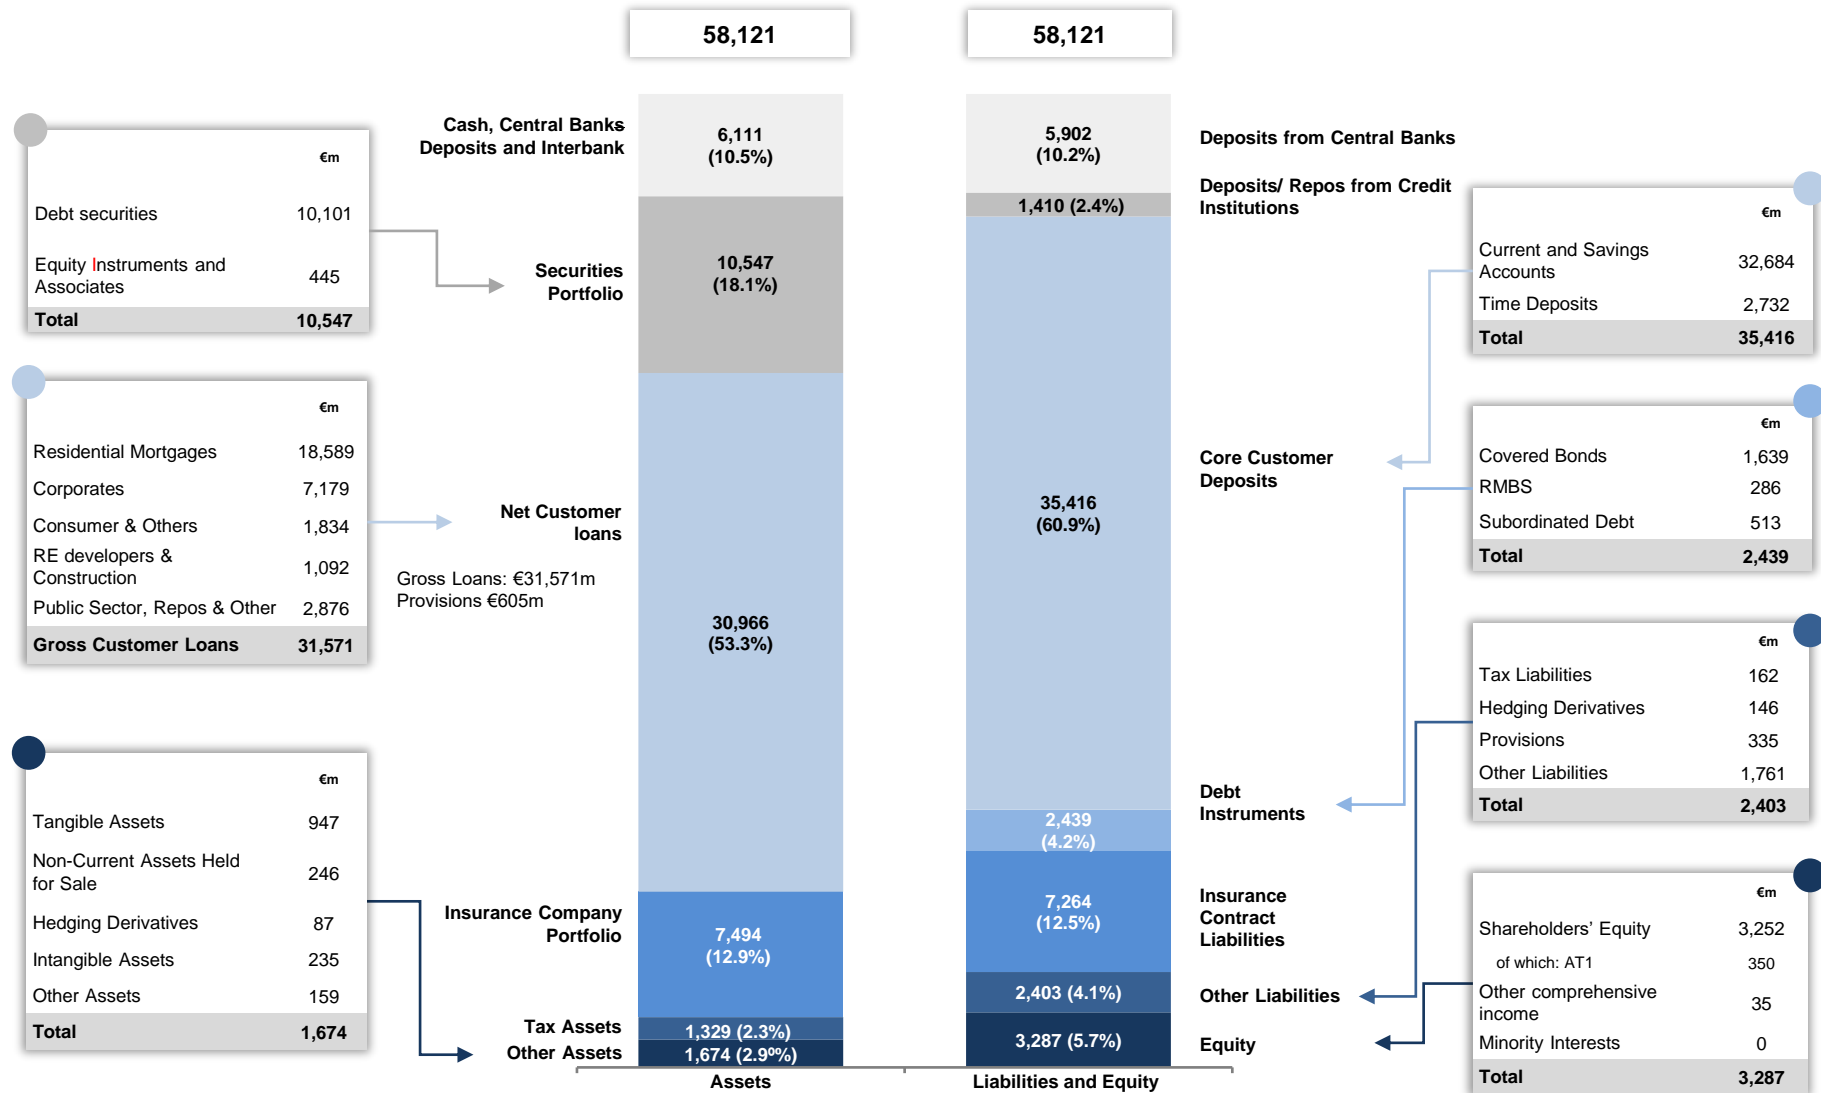 58,121
58,121
€m
Debt securities 10,101
Equity Instruments and
Associates 445
Total 10,547
€m
Residential Mortgages 18,589
Corporates 7,179
Consumer & Others 1,834
RE developers &
Construction 1,092
Public Sector, Repos & Other 2,876
Gross Customer Loans 31,571
€m
Tangible Assets 947
Non-Current Assets Held
for Sale 246
Hedging Derivatives 87
Intangible Assets 235
Other Assets 159
Total 1,674
Cash, Central Banks
Deposits and Interbank
Securities
Portfolio
Net Customer
loans
Gross Loans: €31,571m
Provisions €605m
Insurance Company
Portfolio
Tax Assets
Other Assets
6,111
(10.5%)
10,547
(18.1%)
30,966
(53.3%)
7,494
(12.9%)
1,329 (2.3%)
1,674 (2.9%)
Assets
5,902
(10.2%)
1,410 (2.4%)
35,416
(60.9%)
2,439
(4.2%)
7,264
(12.5%)
2,403 (4.1%)
3,287 (5.7%)
Liabilities and Equity
Deposits from Central Banks
Deposits/ Repos from Credit
Institutions
Core Customer
Deposits
Debt
Instruments
Insurance
Contract
Liabilities
Other Liabilities
Equity
€m
Current and Savings
Accounts 32,684
Time Deposits 2,732
Total 35,416
€m
Covered Bonds 1,639
RMBS 286
Subordinated Debt 513
Total 2,439
€m
Tax Liabilities 162
Hedging Derivatives 146
Provisions 335
Other Liabilities 1,761
Total 2,403
€m
Shareholders’ Equity 3,252
of which: AT1 350
Other comprehensive
income 35
Minority Interests 0
Total 3,287